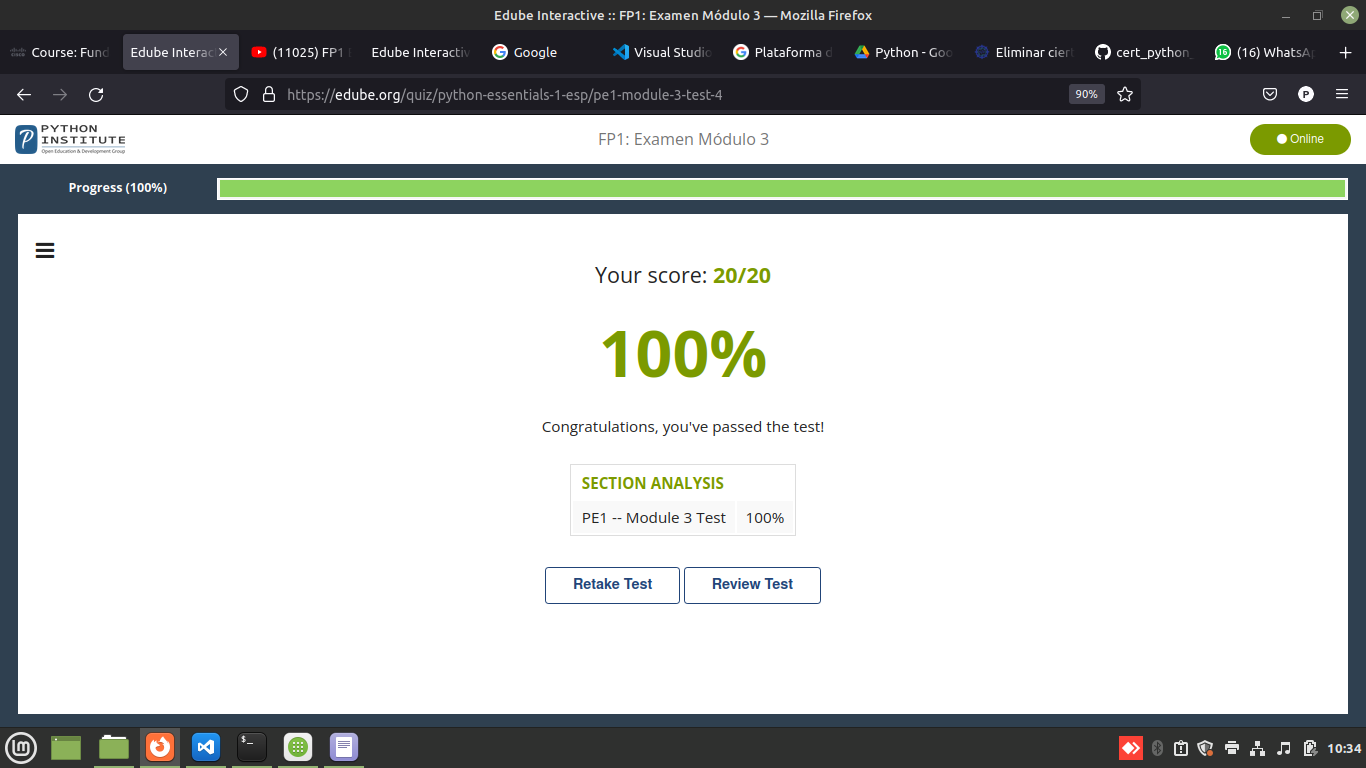 Edube Interactive :: FP1: Examen Módulo 3 — Mozilla Firefox
Course: Fund
Edube Interac
(11025) FP1
Edube Interactiv
Google
Visual Studio
Plataforma d
Python - Goo
Eliminar ciert
cert_python_
16
(16) WhatsAp
https://edube.org/quiz/python-essentials-1-esp/pe1-module-3-test-4
90%
P
PYTHON
INSTITUTE
Open Education & Development Group
FP1: Examen Módulo 3
Online
Progress (100%)
Your score: 20/20
100%
Congratulations, you've passed the test!
SECTION ANALYSIS
PE1 -- Module 3 Test 100%
Retake Test
Review Test
$_
10:34